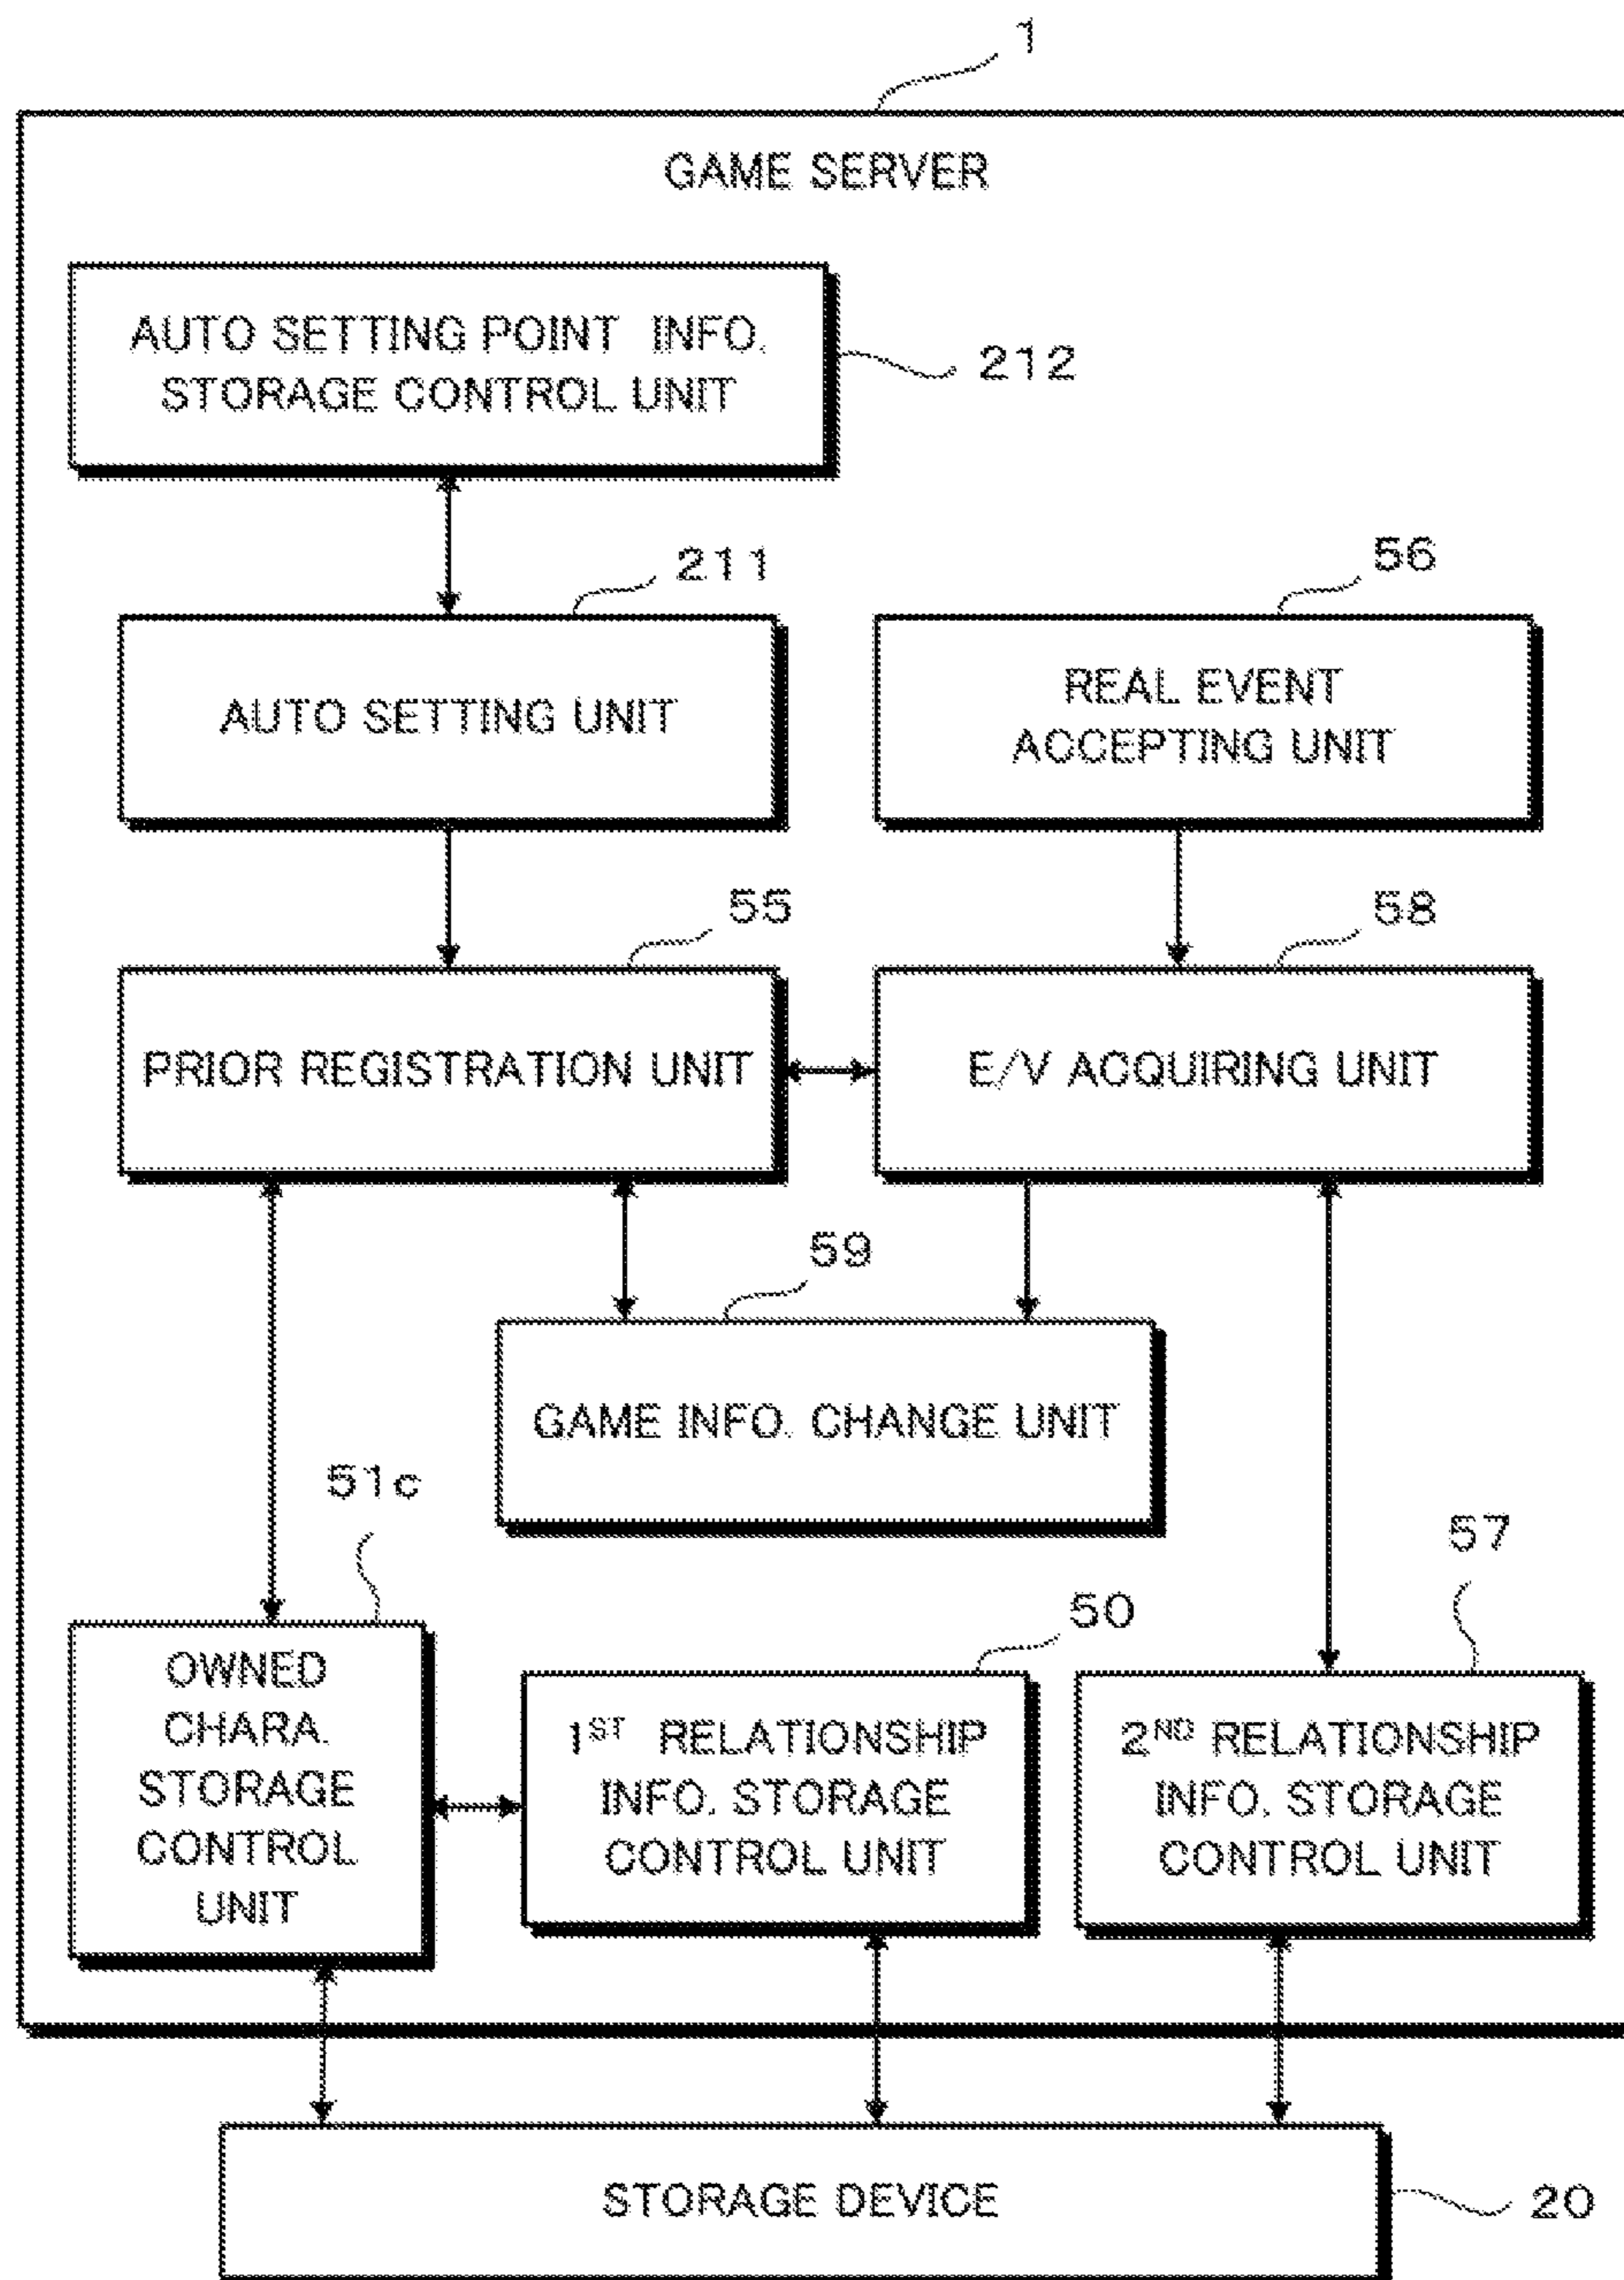 1
GAME SERVER
AUTO SETTING POINT INFO.
STORAGE CONTROL UNIT
212
211
56
AUTO SETTING UNIT
REAL EVENT
ACCEPTING UNIT
55
58
PRIOR REGISTRATION UNIT
E/V ACQUIRING UNIT
59
GAME INFO. CHANGE UNIT
51c
50
57
OWNED
CHARA.
STORAGE
CONTROL
UNIT
1ST RELATIONSHIP
INFO. STORAGE
CONTROL UNIT
2ND RELATIONSHIP
INFO. STORAGE
CONTROL UNIT
STORAGE DEVICE
20